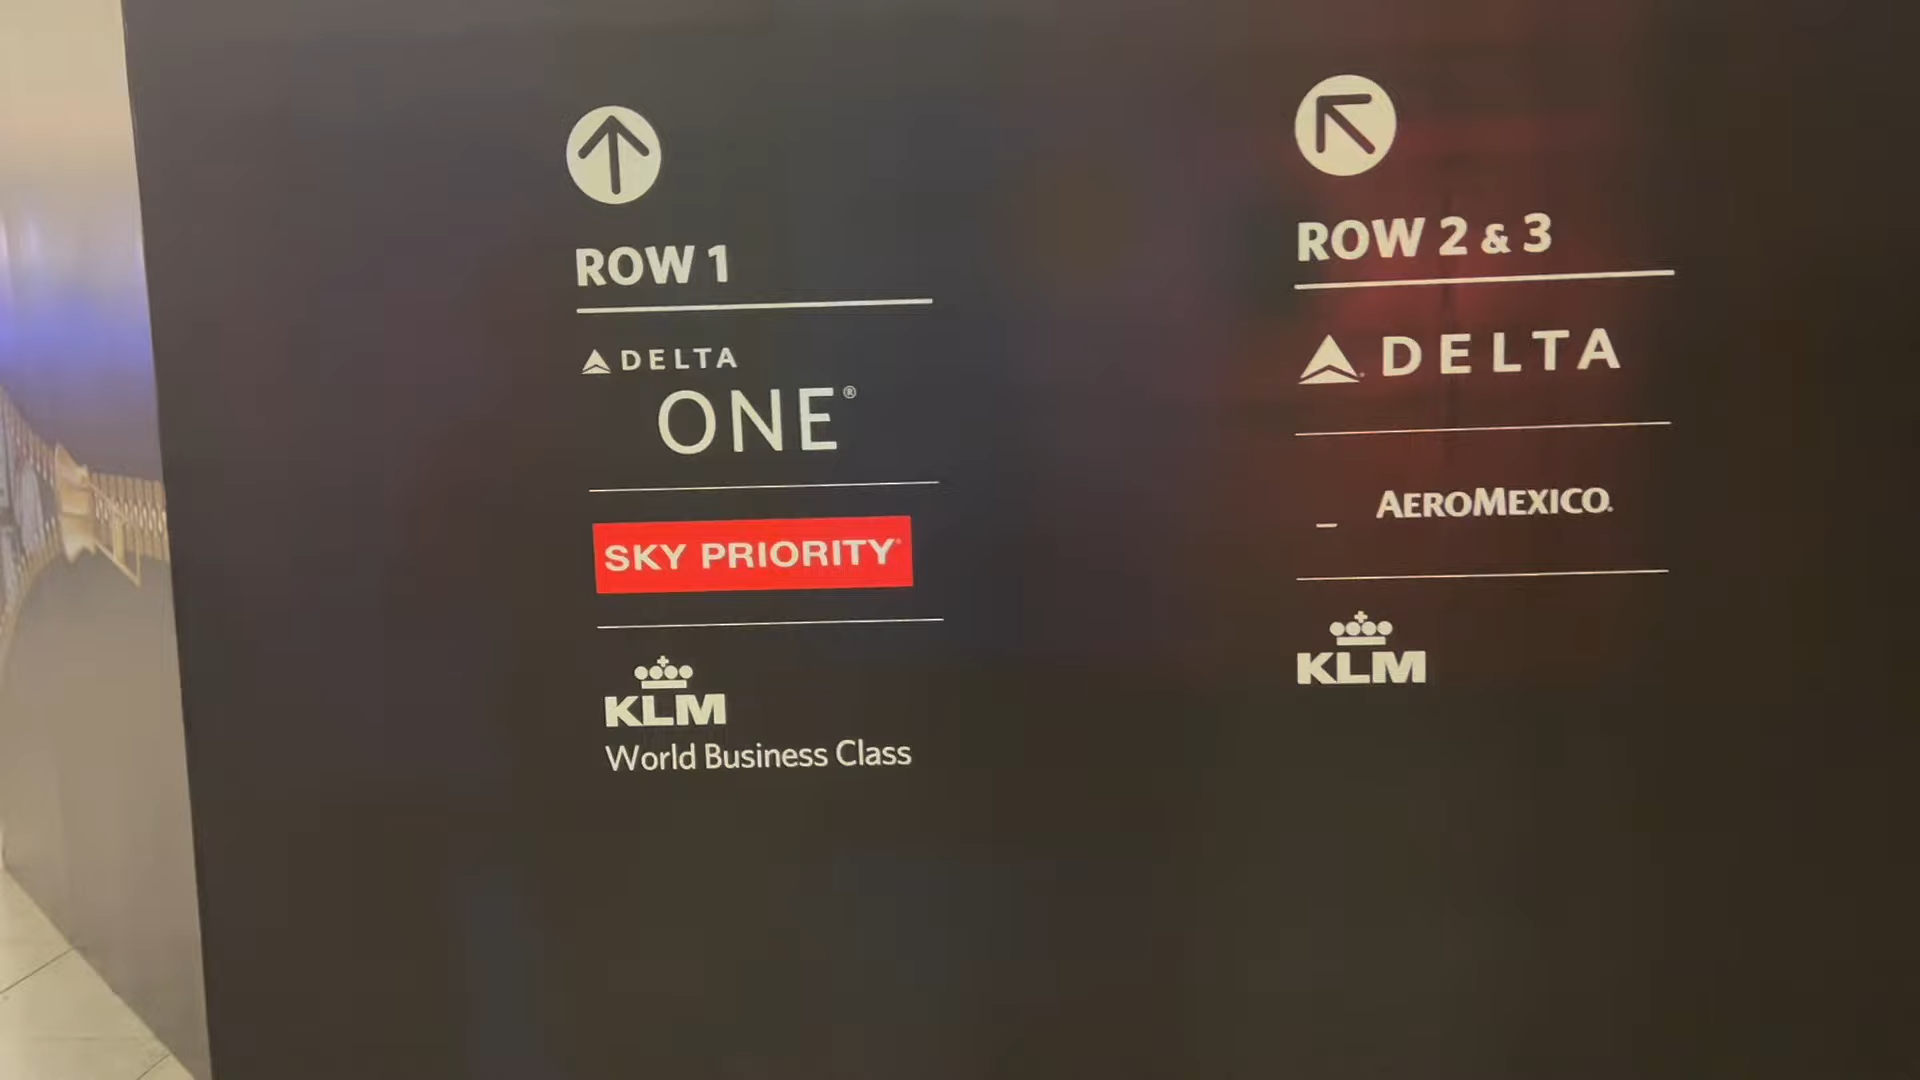 ROW 1
DELTA
ONE®
SKY PRIORITY
KLM
World Business Class
ROW 2 & 3
DELTA
AEROMEXICO.
KLM